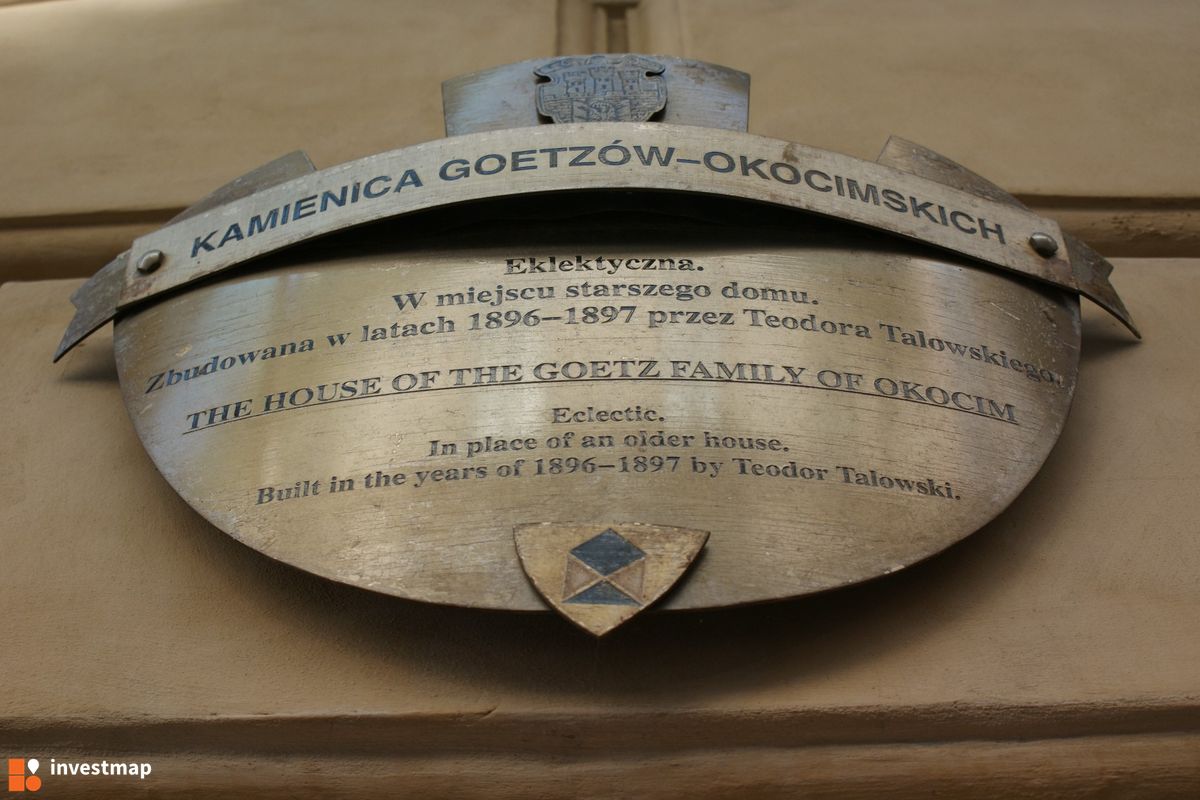 KAMIENICA GOETZÓW–OKOCIMSKICH
Eklektyczna.
W miejscu starszego domu.
Zbudowana w latach 1896–1897 przez Teodora Talowskiego.
THE HOUSE OF THE GOETZ FAMILY OF OKOCIM
Eclectic.
In place of an older house.
Built in the years of 1896–1897 by Teodor Talowski.
investmap